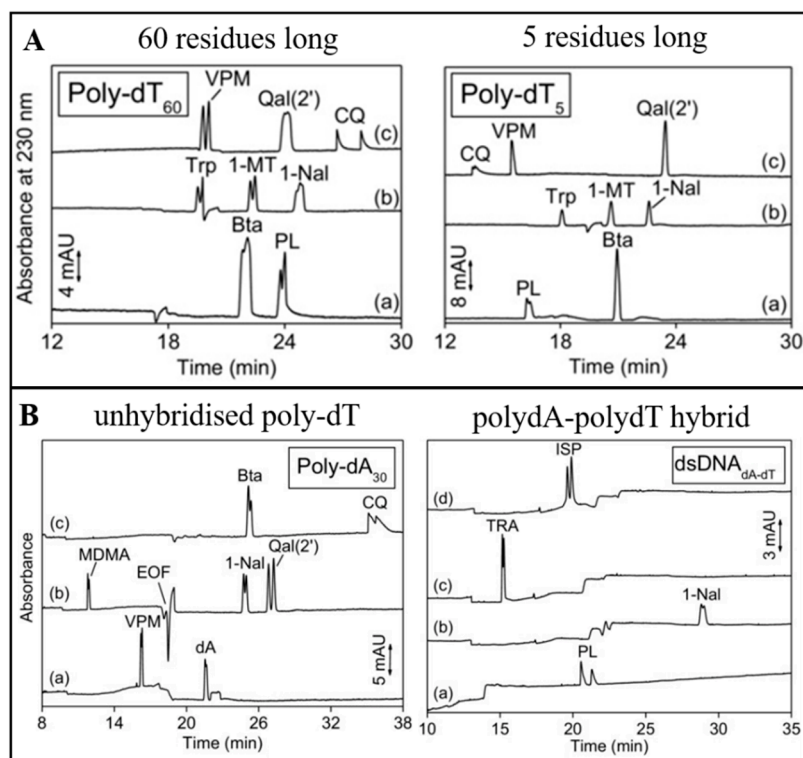 A
60 residues long
5 residues long
Absorbance at 230 nm
Poly-dT60
VPM
Qal(2')
CQ
(c)
Trp
1-MT
1-Nal
(b)
Bta
PL
4 mAU
(a)
12 18 24 30
Time (min)
Poly-dT5
CQ
VPM
Qal(2')
(c)
Trp
1-MT
1-Nal
(b)
8 mAU
PL
Bta
(a)
12 18 24 30
Time (min)
B
unhybridised poly-dT
polydA-polydT hybrid
Absorbance
Poly-dA30
Bta
CQ
(c)
MDMA
EOF
1-Nal
Qal(2')
(b)
VPM
dA
5 mAU
(a)
8 14 20 26 32 38
Time (min)
ISP
dsDNAdA-dT
(d)
3 mAU
TRA
(c)
1-Nal
(b)
PL
(a)
10 15 20 25 30 35
Time (min)